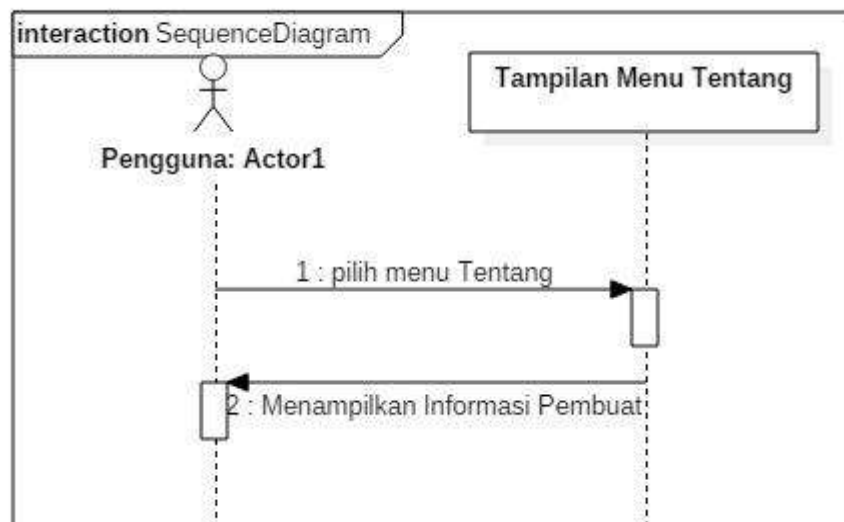 interaction SequenceDiagram
Tampilan Menu Tentang
Pengguna: Actor1
1 : pilih menu Tentang
2 : Menampilkan Informasi Pembuat